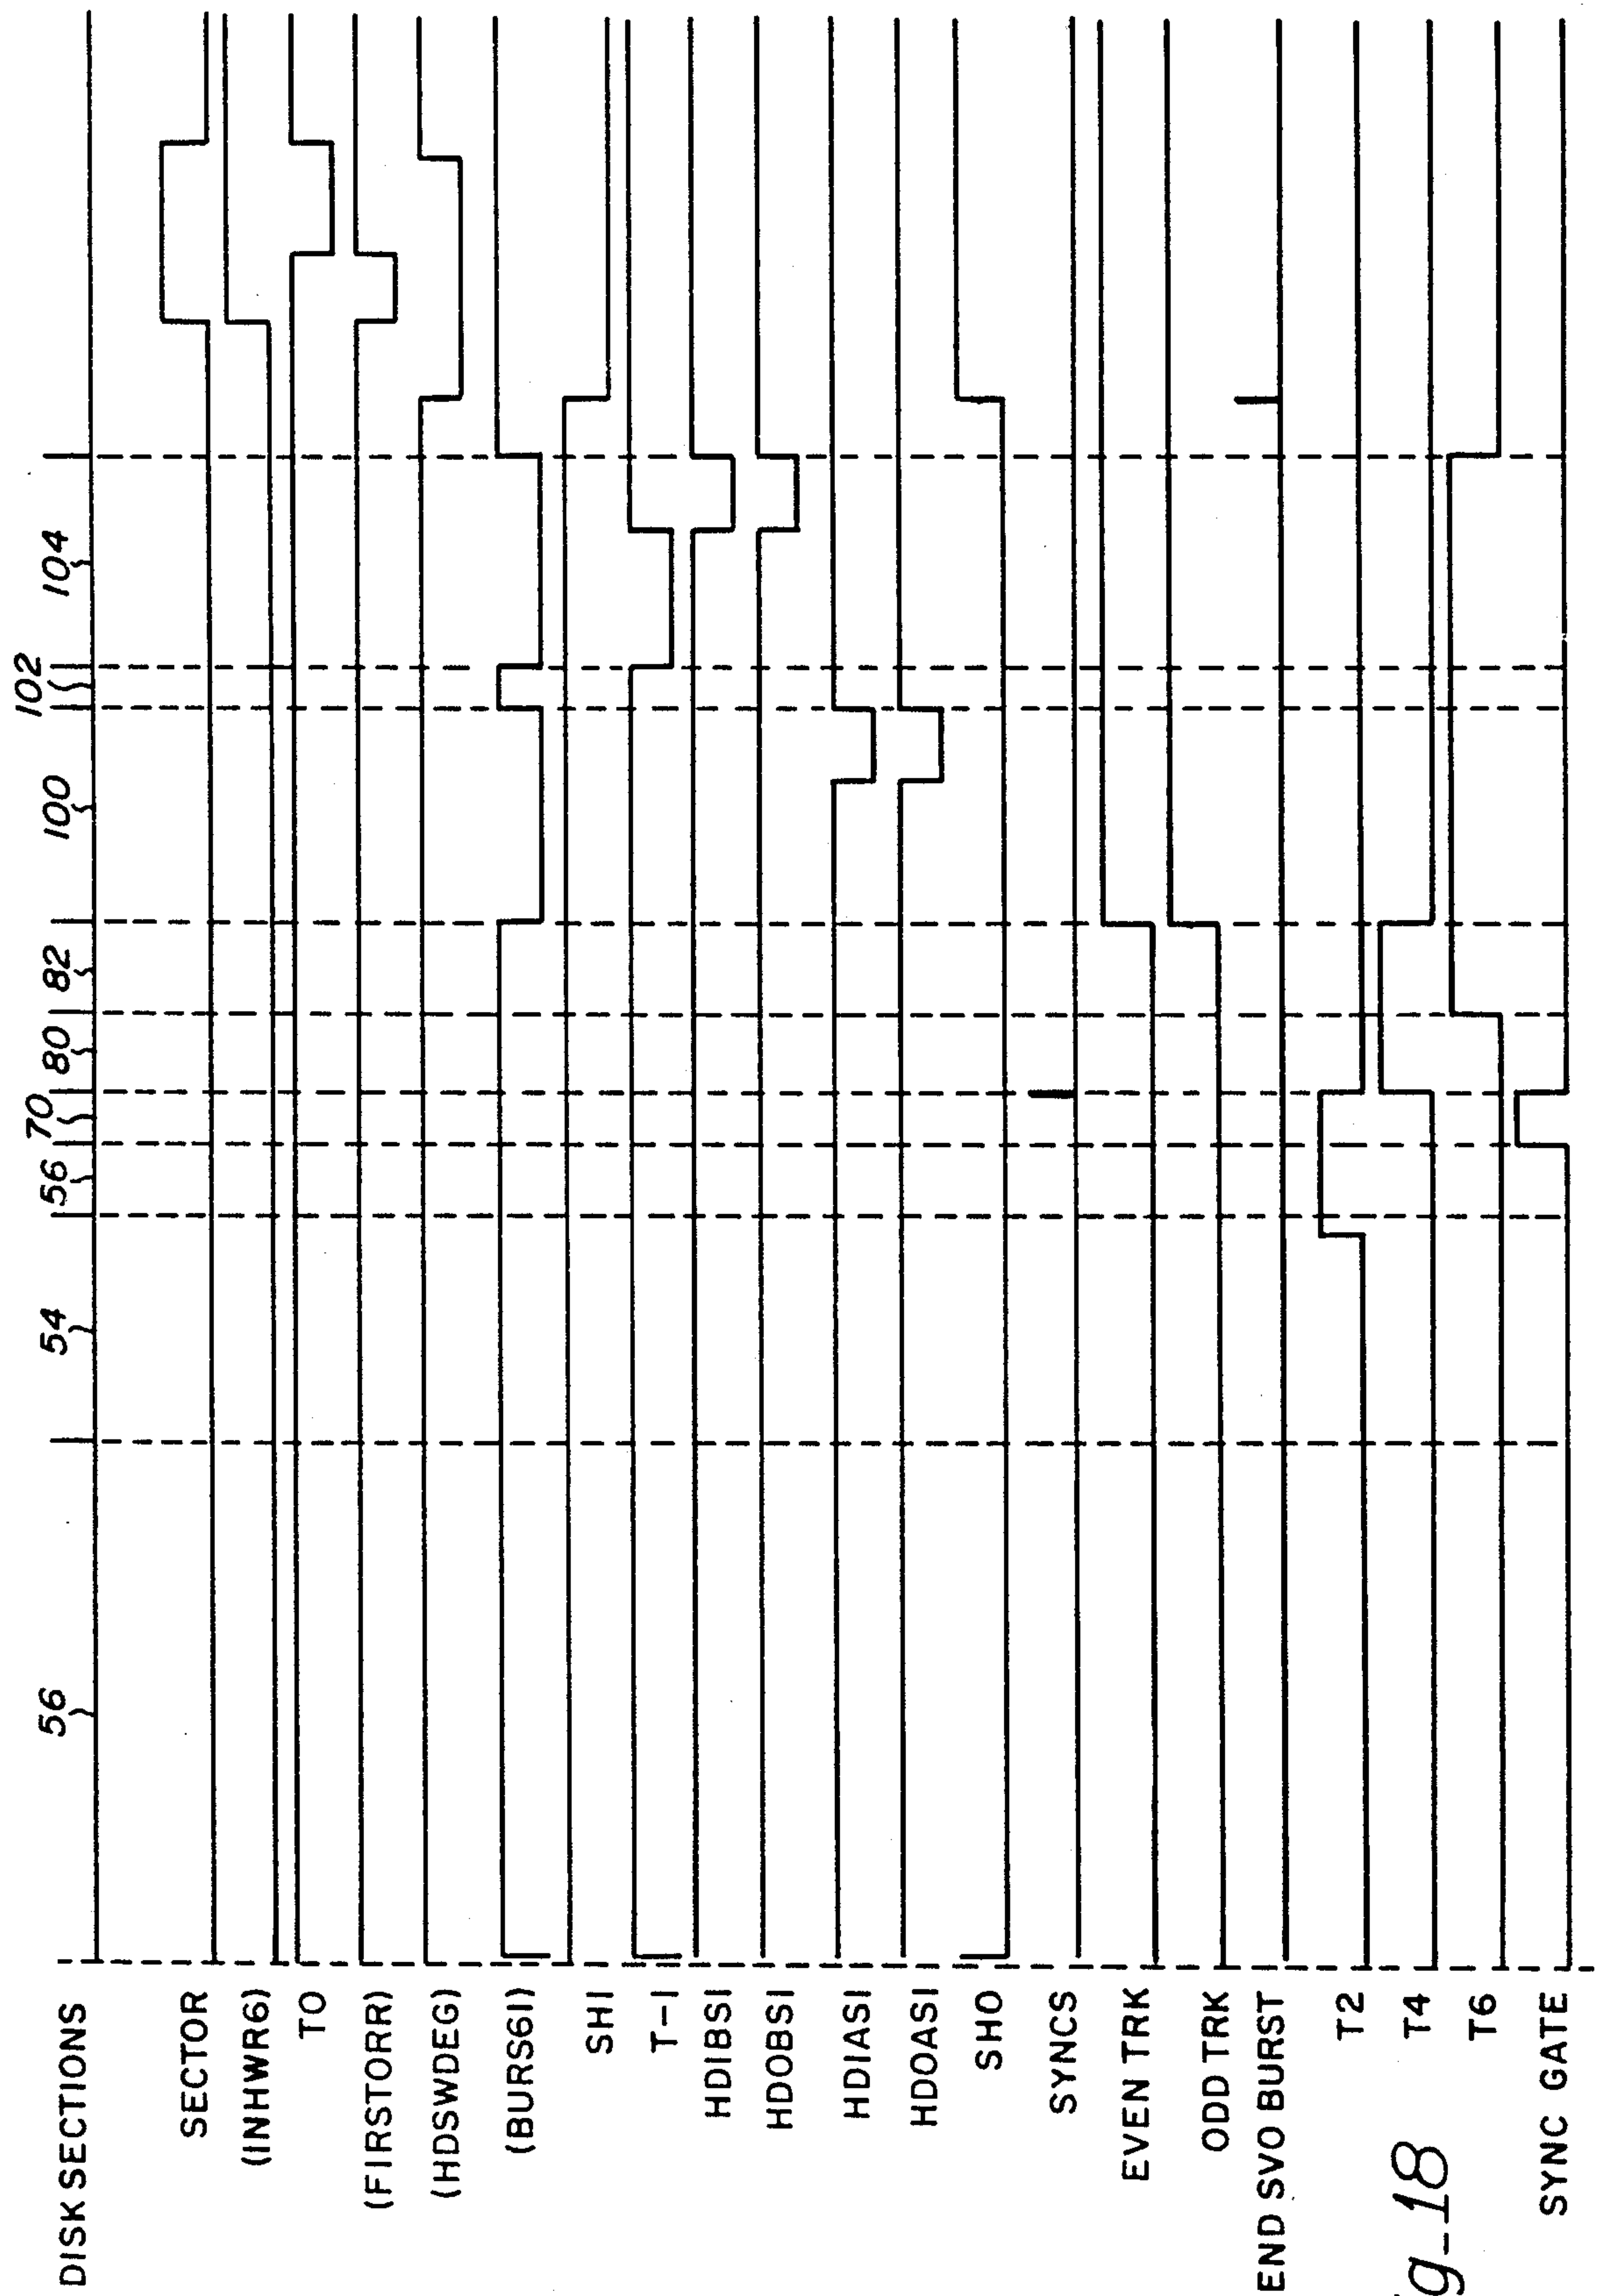 DISK SECTIONS
56
54
56
70
80
82
100
102
104
SECTOR
(INHWR6)
TO
(FIRSTORR)
(HDSWDEG)
(BURS6I)
SHI
T-I
HDIBSI
HDOBSI
HDIASI
HDOASI
SHO
SYNCS
EVEN TRK
ODD TRK
END SVO BURST
T2
T4
T6
SYNC GATE
g_18